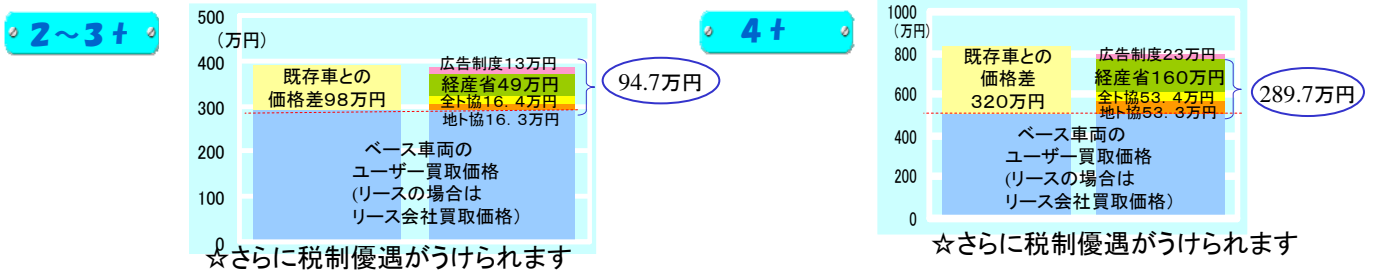 2～3ｔ
500
（万円）
400
300
200
100
0
既存車との
価格差98万円
広告制度13万円
経産省49万円
全ト協16．4万円
地ト協16．3万円
94.7万円
ベース車両の
ユーザー買取価格
(リースの場合は
リース会社買取価格）
☆さらに税制優遇がうけられます
4ｔ
1000
（万円）
800
600
400
200
0
既存車との
価格差
320万円
広告制度23万円
経産省160万円
全ト協53．4万円
地ト協53．3万円
289.7万円
ベース車両の
ユーザー買取価格
(リースの場合は
リース会社買取価格）
☆さらに税制優遇がうけられます